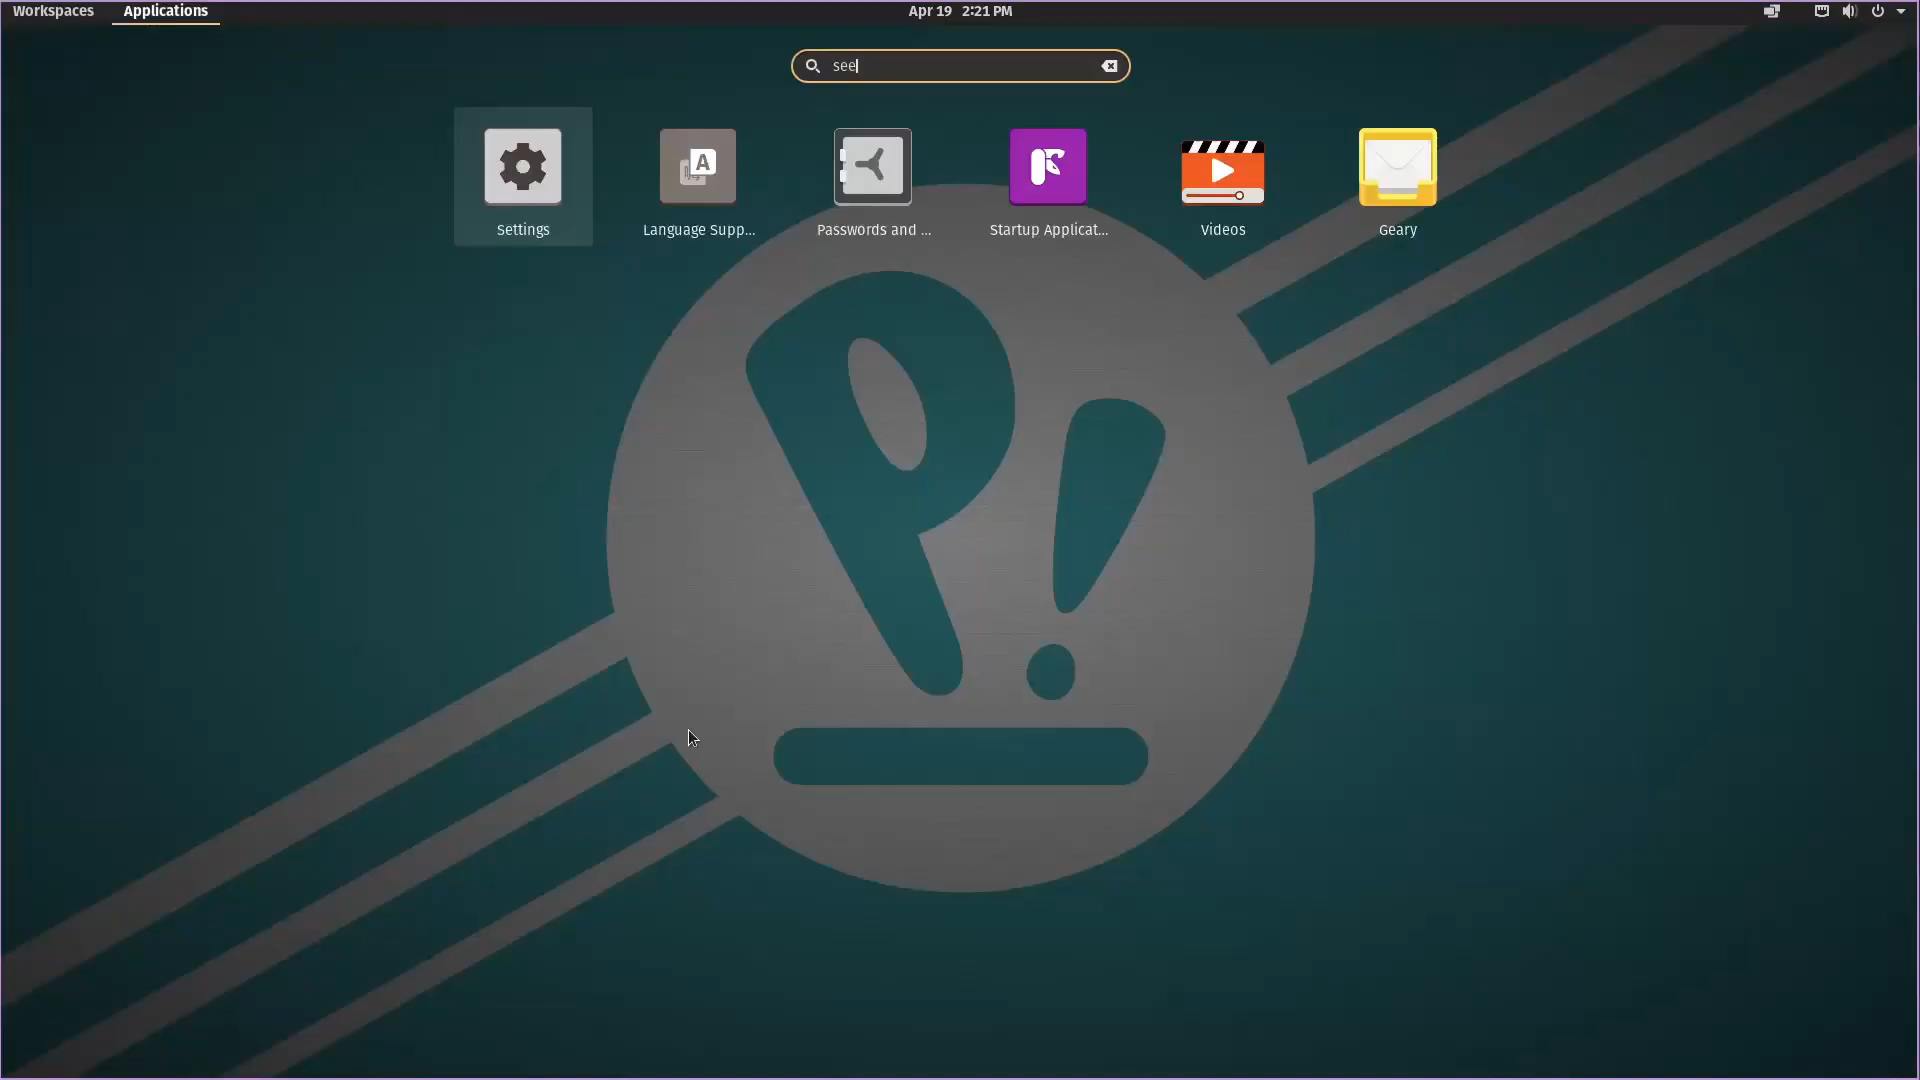 Workspaces Applications Apr 19 2:21 PM
see
Settings Language Supp... Passwords and ... Startup Applicat... Videos Geary